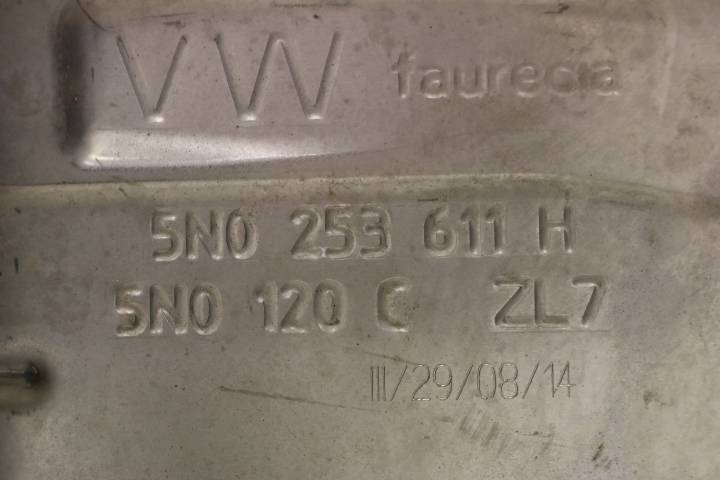 VW faurecia
5N0 253 611 H
5N0 120 C ZL7
III/29/08/14